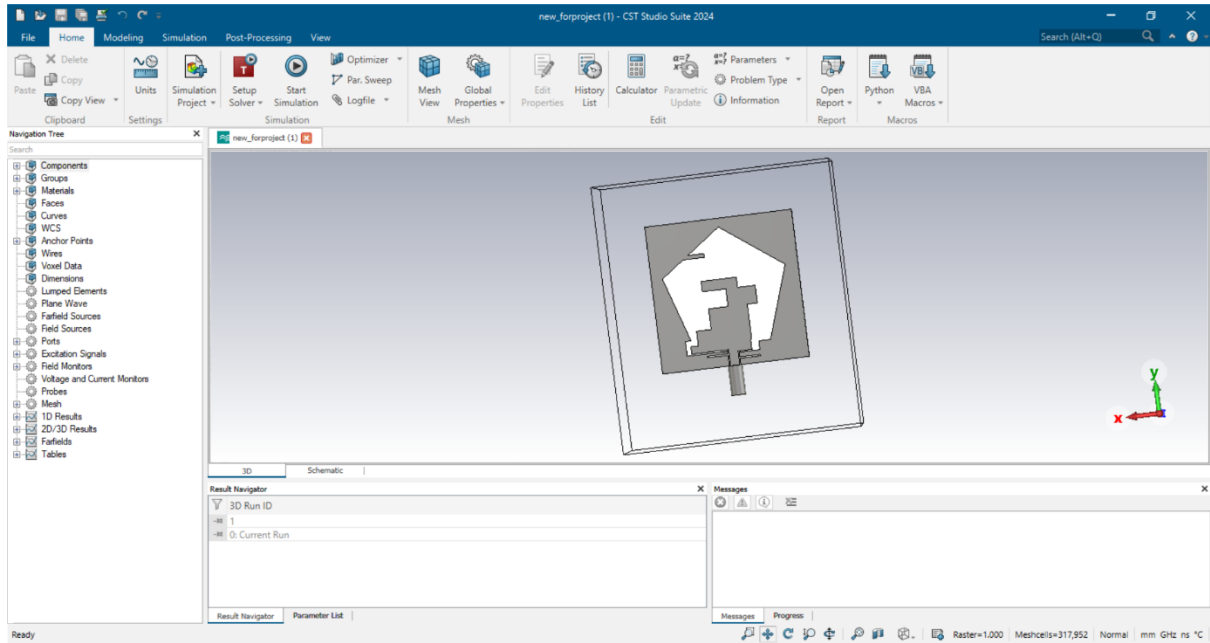 new_forproject (1) - CST Studio Suite 2024
File Home Modeling Simulation Post-Processing View Search (Alt+Q)
Paste Delete Copy Copy View
Units
Simulation Project Setup Solver Start Simulation Optimizer Par. Sweep Logfile
Mesh View Global Properties
Edit Properties History List Calculator Parametric Update Parameters Problem Type Information
Open Report Python VBA Macros
Clipboard Settings Simulation Mesh Edit Report Macros
Navigation Tree
new_forproject (1)
Search
Components
Groups
Materials
Faces
Curves
WCS
Anchor Points
Wires
Voxel Data
Dimensions
Lumped Elements
Plane Wave
Farfield Sources
Field Sources
Ports
Excitation Signals
Field Monitors
Voltage and Current Monitors
Probes
Mesh
1D Results
2D/3D Results
Farfields
Tables
y
x
3D Schematic
Result Navigator
3D Run ID
1
0: Current Run
Result Navigator Parameter List
Messages
Messages Progress
Ready
Raster=1.000 Meshcells=317,952 Normal mm GHz ns °C